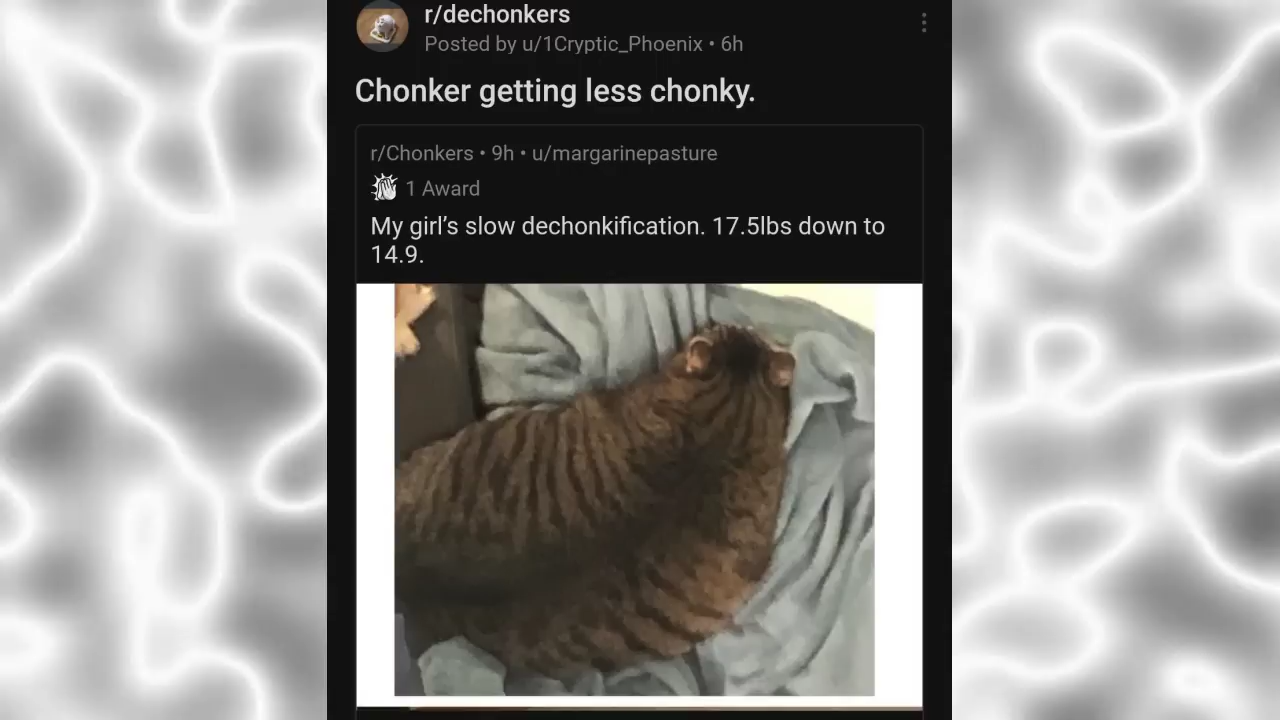 r/dechonkers
Posted by u/1Cryptic_Phoenix • 6h
Chonker getting less chonky.
r/Chonkers • 9h • u/margarinepasture
1 Award
My girl’s slow dechonkification. 17.5lbs down to
14.9.